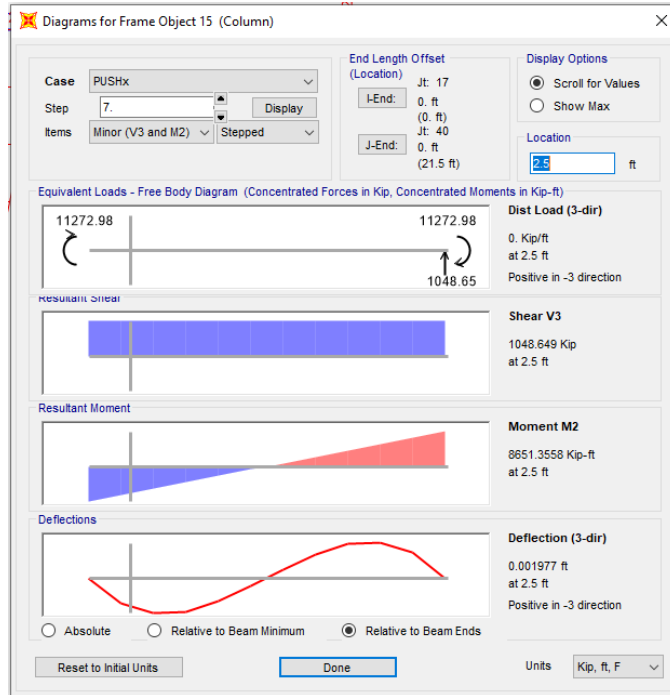 Diagrams for Frame Object 15 (Column)
Case
PUSHx
Step
7.
Display
Items
Minor (V3 and M2)
Stepped
End Length Offset
(Location)
I-End:
Jt: 17
0. ft
(0. ft)
J-End:
Jt: 40
0. ft
(21.5 ft)
Display Options
Scroll for Values
Show Max
Location
2.5
ft
Equivalent Loads - Free Body Diagram (Concentrated Forces in Kip, Concentrated Moments in Kip-ft)
11272.98
11272.98
1048.65
Dist Load (3-dir)
0. Kip/ft
at 2.5 ft
Positive in -3 direction
Resultant Shear
Shear V3
1048.649 Kip
at 2.5 ft
Resultant Moment
Moment M2
8651.3558 Kip-ft
at 2.5 ft
Deflections
Deflection (3-dir)
0.001977 ft
at 2.5 ft
Positive in -3 direction
Absolute
Relative to Beam Minimum
Relative to Beam Ends
Reset to Initial Units
Done
Units
Kip, ft, F